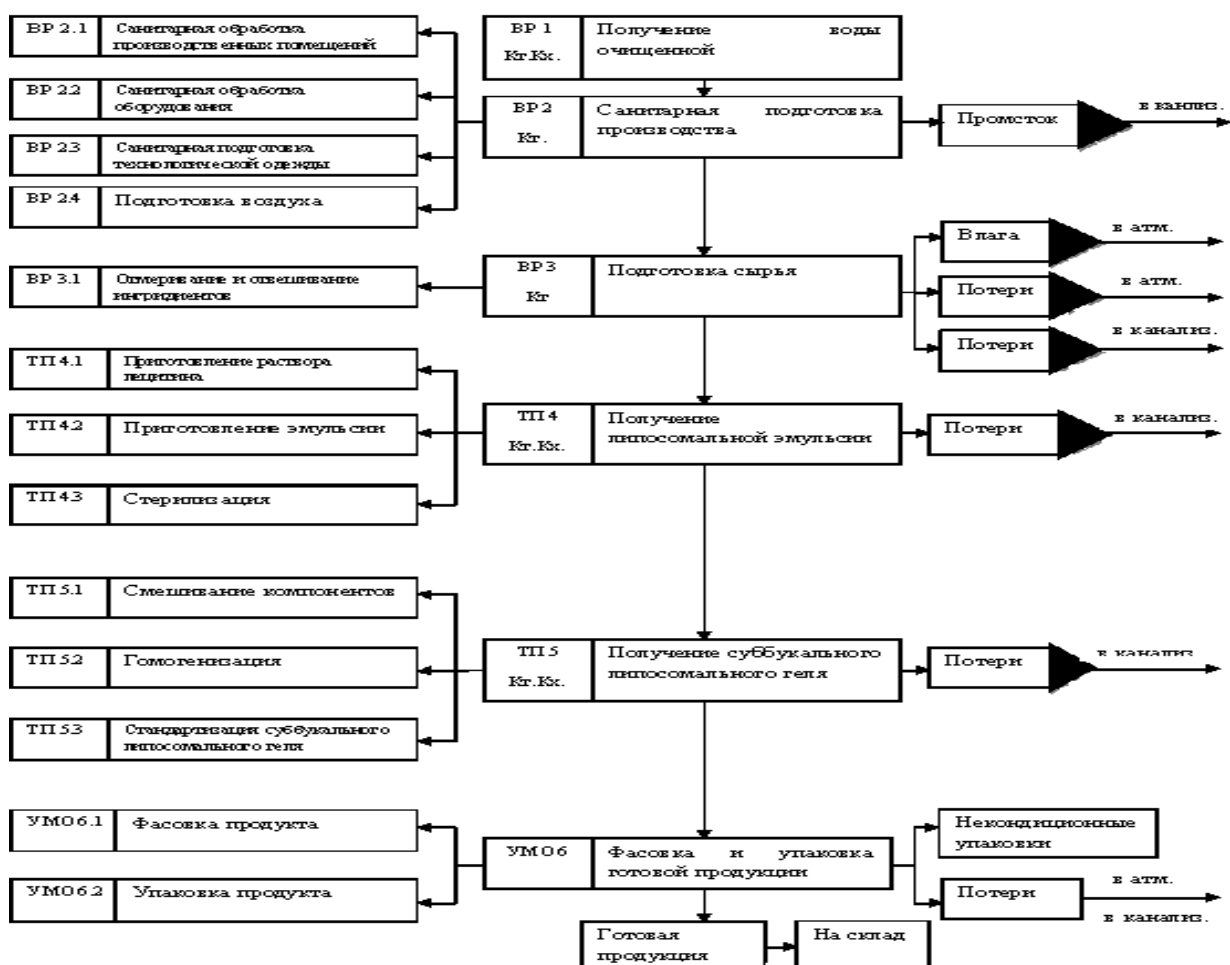 ВР 2.1
Санитарная обработка
производственных помещений
ВР 1
Кт.Кх.
Получение воды
очищенной
ВР 2.2
Санитарная обработка
оборудования
ВР 2
Кт.
Санитарная подготовка
производства
Промсток
в канлиз.
ВР 2.3
Санитарная подготовка
технологической одежды
ВР 2.4
Подготовка воздуха
Влага
в атм.
ВР 3.1
Отмеривание и отвешивание
ингридиентов
ВР 3
Кт
Подготовка сырья
Потери
в атм.
Потери
в канализ.
ТП 4.1
Приготовление раствора
лецитина
ТП 4.2
Приготовление эмульсии
ТП 4
Кт.Кх.
Получение
липосомальной эмульсии
Потери
в канализ.
ТП 4.3
Стерилизация
ТП 5.1
Смешивание компонентов
ТП 5.2
Гомогенизация
ТП 5
Кт.Кх.
Получение суббукального
липосомального геля
Потери
в канализ
ТП 5.3
Стандартизация суббукального
липосомального геля
УМО 6.1
Фасовка продукта
Некондиционные
упаковки
УМО 6
Фасовка и упаковка
готовой продукции
УМО 6.2
Упаковка продукта
Потери
в атм.
в канализ.
Готовая
продукция
На склад